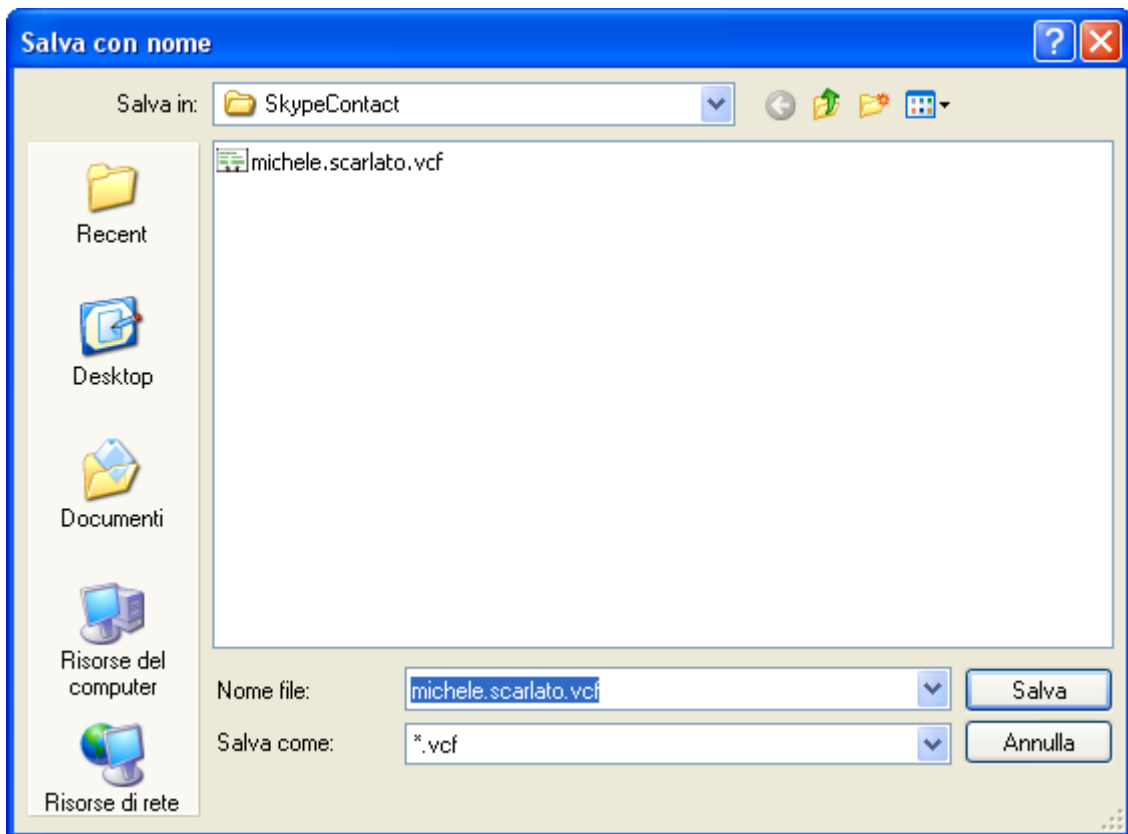 Salva con nome
Salva in: SkypeContact
michele.scarlato.vcf
Recent
Desktop
Documenti
Risorse del
computer
Risorse di rete
Nome file: michele.scarlato.vcf Salva
Salva come: *.vcf Annulla